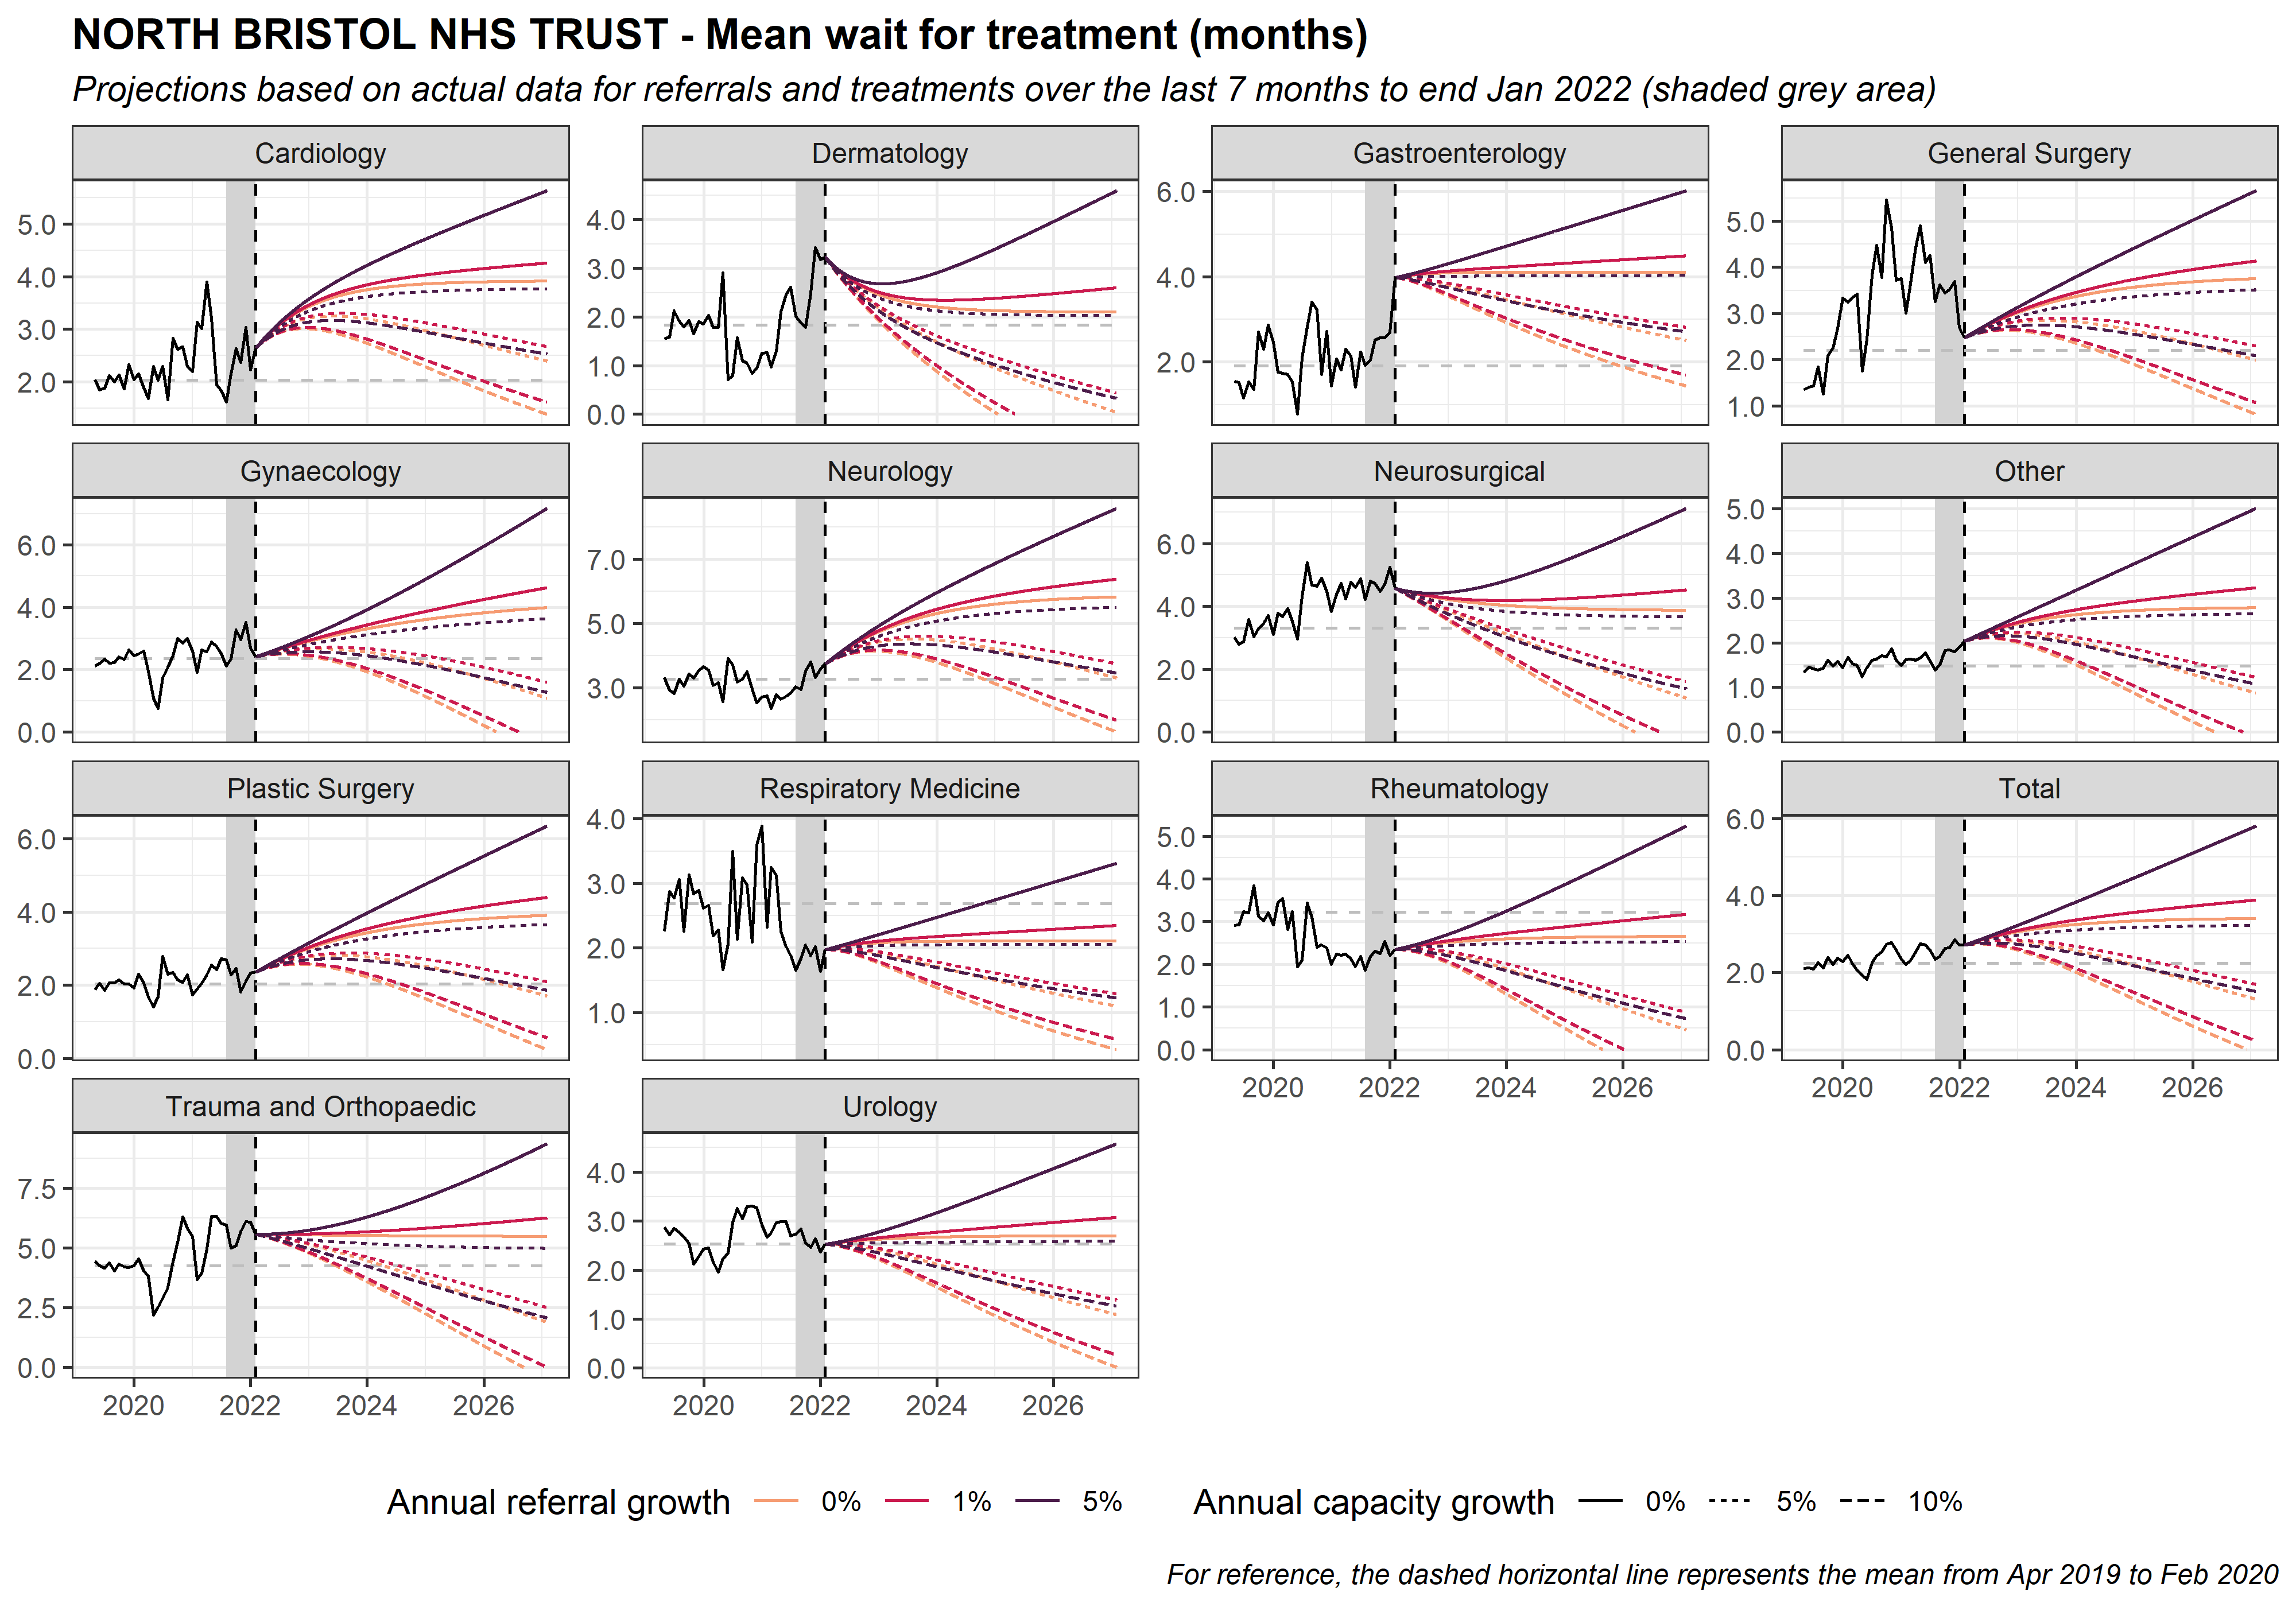 NORTH BRISTOL NHS TRUST - Mean wait for treatment (months)
Projections based on actual data for referrals and treatments over the last 7 months to end Jan 2022 (shaded grey area)
Cardiology
5.0
4.0
3.0
2.0
Dermatology
4.0
3.0
2.0
1.0
0.0
Gastroenterology
6.0
4.0
2.0
General Surgery
5.0
4.0
3.0
2.0
1.0
Gynaecology
6.0
4.0
2.0
0.0
Neurology
7.0
5.0
3.0
Neurosurgical
6.0
4.0
2.0
0.0
Other
5.0
4.0
3.0
2.0
1.0
0.0
Plastic Surgery
6.0
4.0
2.0
0.0
Respiratory Medicine
4.0
3.0
2.0
1.0
Rheumatology
5.0
4.0
3.0
2.0
1.0
0.0
2020 2022 2024 2026
Total
6.0
4.0
2.0
0.0
2020 2022 2024 2026
Trauma and Orthopaedic
7.5
5.0
2.5
0.0
2020 2022 2024 2026
Urology
4.0
3.0
2.0
1.0
0.0
2020 2022 2024 2026
Annual referral growth 0% 1% 5%
Annual capacity growth 0% 5% 10%
For reference, the dashed horizontal line represents the mean from Apr 2019 to Feb 2020